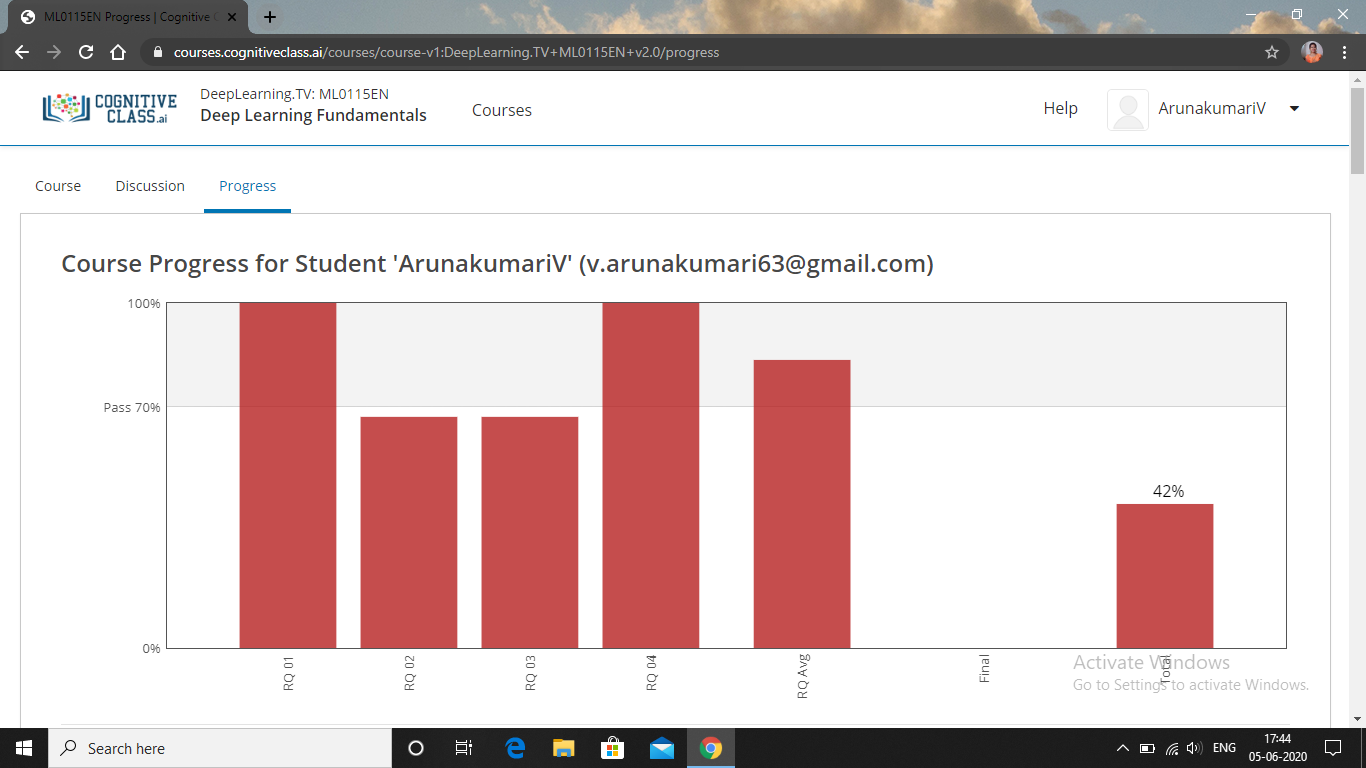 ML0115EN Progress | Cognitive C
courses.cognitiveclass.ai/courses/course-v1:DeepLearning.TV+ML0115EN+v2.0/progress
COGNITIVE
CLASS.ai
DeepLearning.TV: ML0115EN
Deep Learning Fundamentals
Courses
Help
ArunakumariV
Course
Discussion
Progress
Course Progress for Student 'ArunakumariV' (v.arunakumari63@gmail.com)
100%
Pass 70%
0%
42%
RQ 01
RQ 02
RQ 03
RQ 04
RQ Avg
Final
Total
Activate Windows
Go to Settings to activate Windows.
Search here
ENG
17:44
05-06-2020